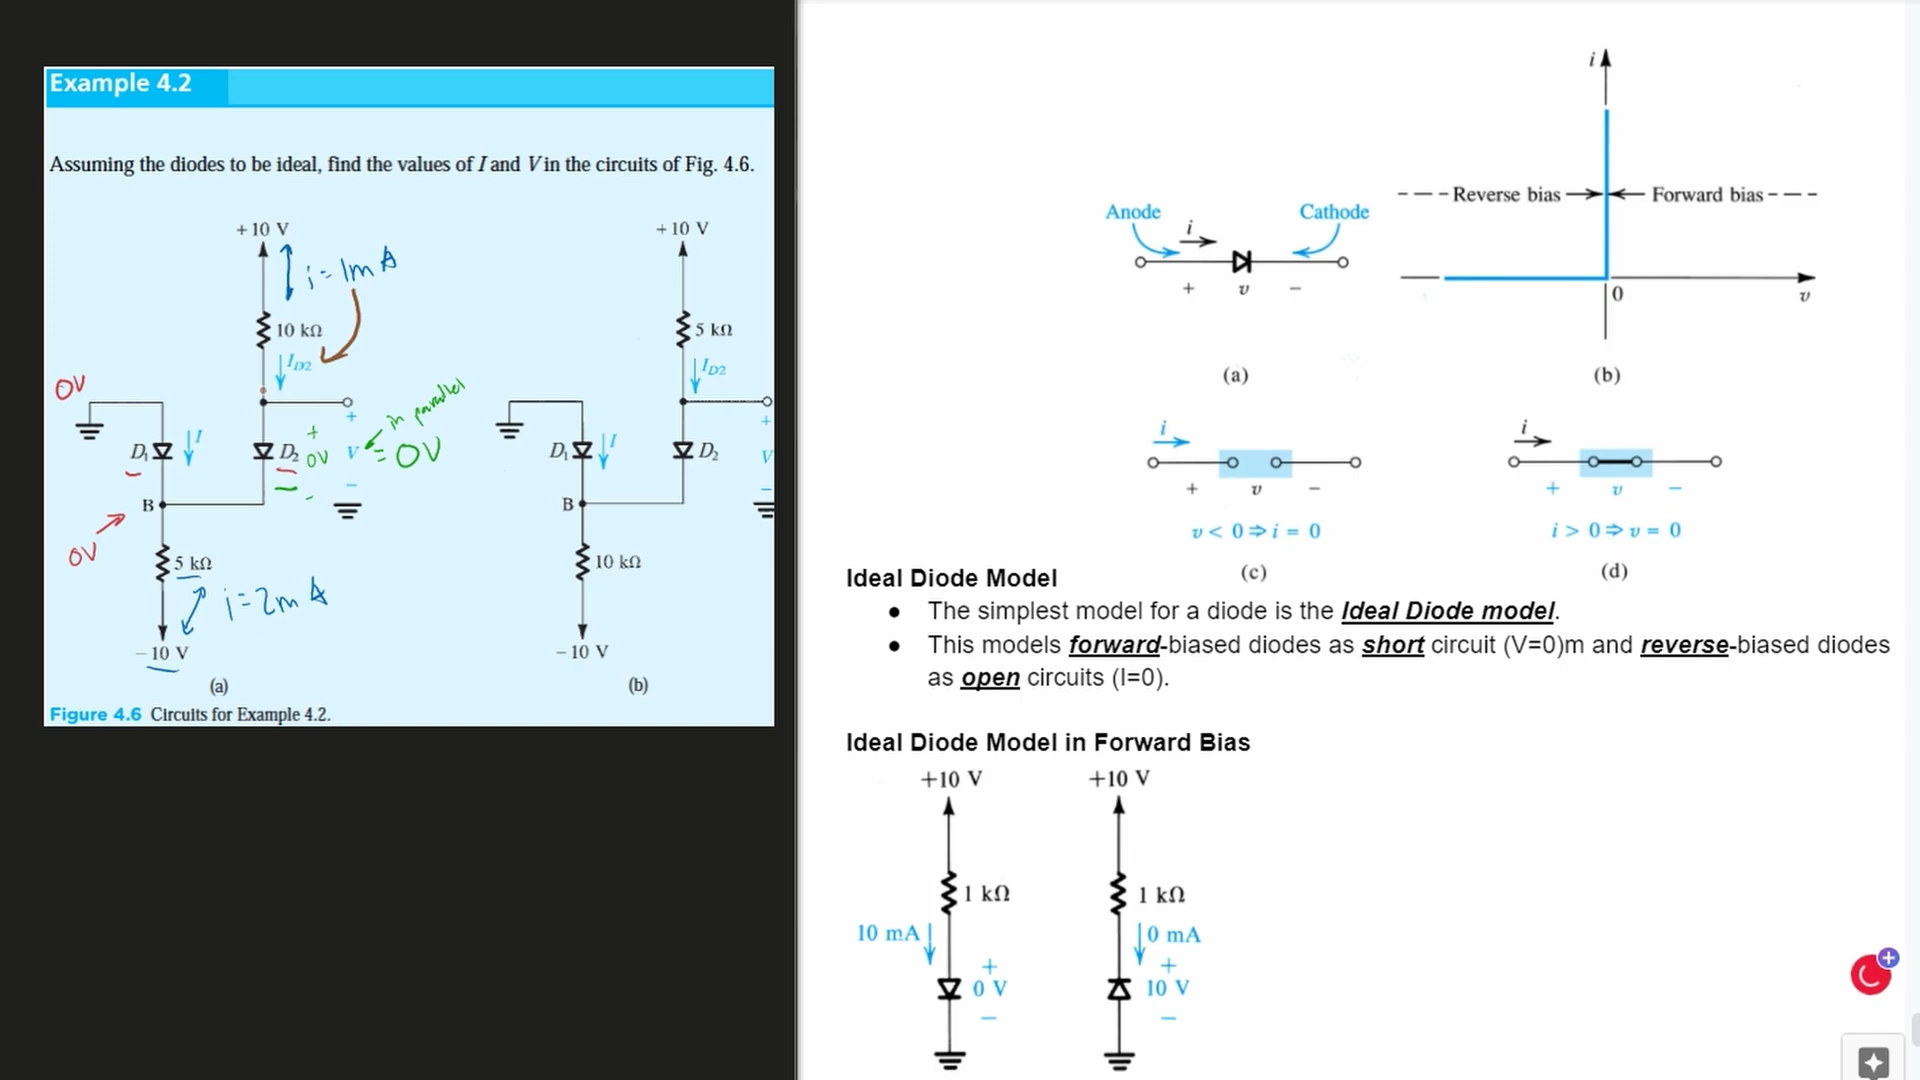 Example 4.2
Assuming the diodes to be ideal, find the values of I and V in the circuits of Fig. 4.6.
+10 V
i = 1m A
10 kΩ
I_D2
0V
D₁
I
D₂
+
0V
V
−
in parallel
= 0V
B
0V
5 kΩ
i = 2m A
−10 V
(a)
+10 V
5 kΩ
I_D2
D₁
I
D₂
+
V
−
B
10 kΩ
−10 V
(b)
Figure 4.6 Circuits for Example 4.2.
Anode
Cathode
i
+ v −
(a)
i
Reverse bias
Forward bias
0
v
(b)
i
+ v −
v < 0 ⇒ i = 0
(c)
i
+ v −
i > 0 ⇒ v = 0
(d)
Ideal Diode Model
● The simplest model for a diode is the Ideal Diode model.
● This models forward-biased diodes as short circuit (V=0)m and reverse-biased diodes
as open circuits (I=0).
Ideal Diode Model in Forward Bias
+10 V
1 kΩ
10 mA
+
0 V
−
+10 V
1 kΩ
0 mA
+
10 V
−